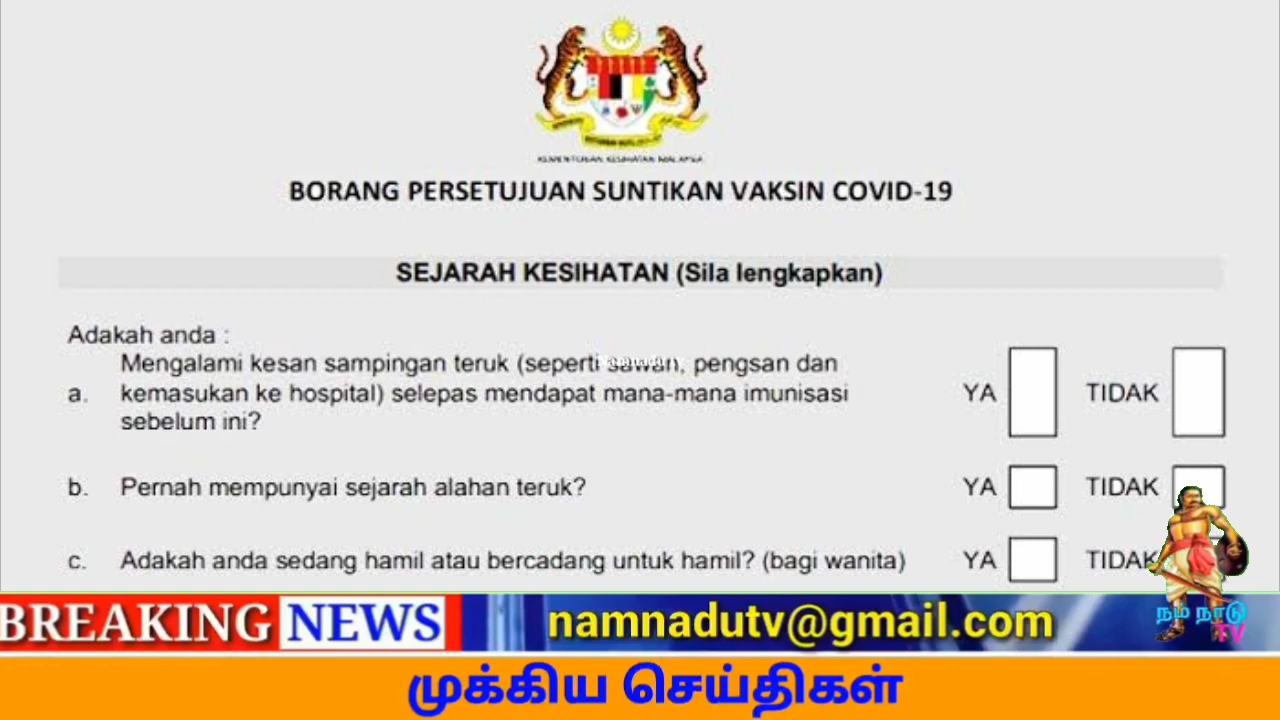 KEMENTERIAN KESIHATAN MALAYSIA
BORANG PERSETUJUAN SUNTIKAN VAKSIN COVID-19
SEJARAH KESIHATAN (Sila lengkapkan)
Adakah anda :
a. Mengalami kesan sampingan teruk (seperti sawan, pengsan dan
kemasukan ke hospital) selepas mendapat mana-mana imunisasi
sebelum ini?
YA TIDAK
Namnadutv
b. Pernah mempunyai sejarah alahan teruk? YA TIDAK
c. Adakah anda sedang hamil atau bercadang untuk hamil? (bagi wanita) YA TIDAK
BREAKING NEWS namnadutv@gmail.com
நம் நாடு
TV
முக்கிய செய்திகள்